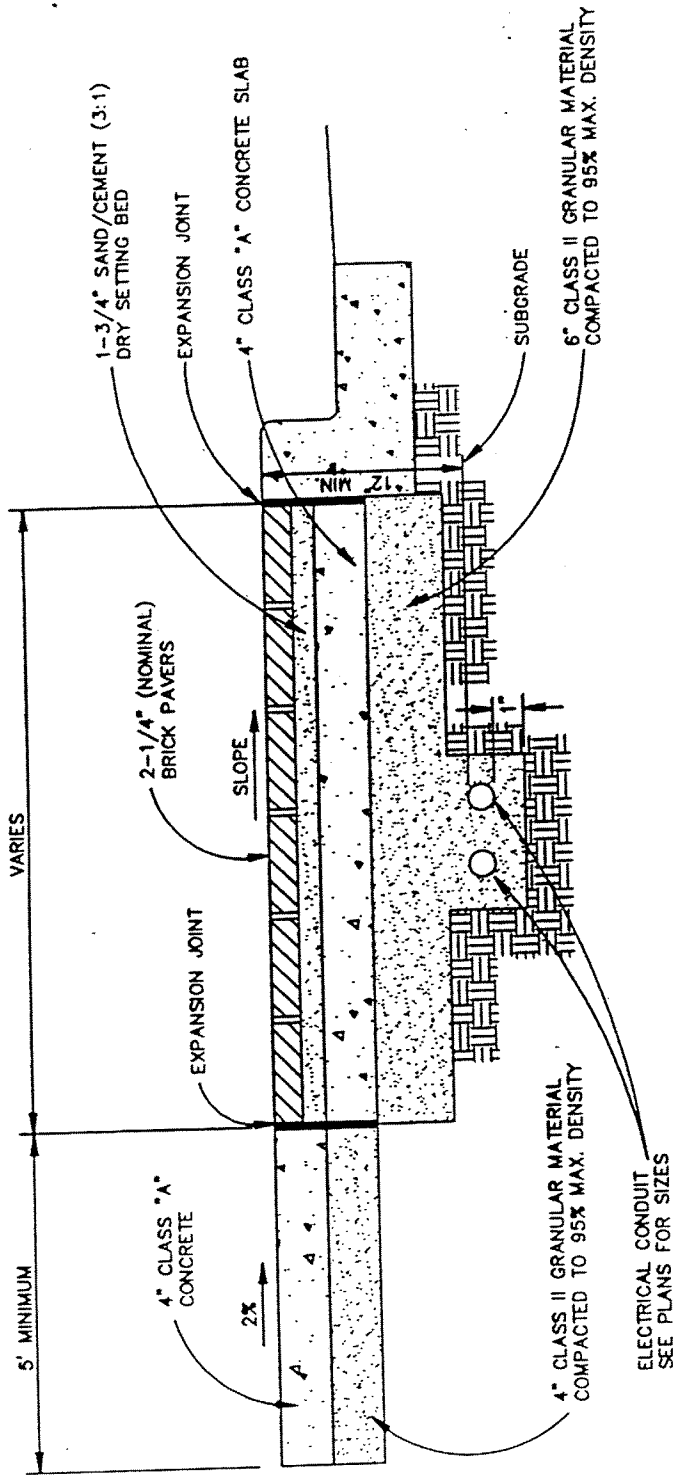 5' MINIMUM
VARIES
4" CLASS "A"
CONCRETE
2%
EXPANSION JOINT
2-1/4" (NOMINAL)
BRICK PAVERS
SLOPE
1-3/4" SAND/CEMENT (3:1)
DRY SETTING BED
EXPANSION JOINT
4" CLASS "A" CONCRETE SLAB
12" MIN.
1"
SUBGRADE
6" CLASS II GRANULAR MATERIAL
COMPACTED TO 95% MAX. DENSITY
4" CLASS II GRANULAR MATERIAL
COMPACTED TO 95% MAX. DENSITY
ELECTRICAL CONDUIT
SEE PLANS FOR SIZES